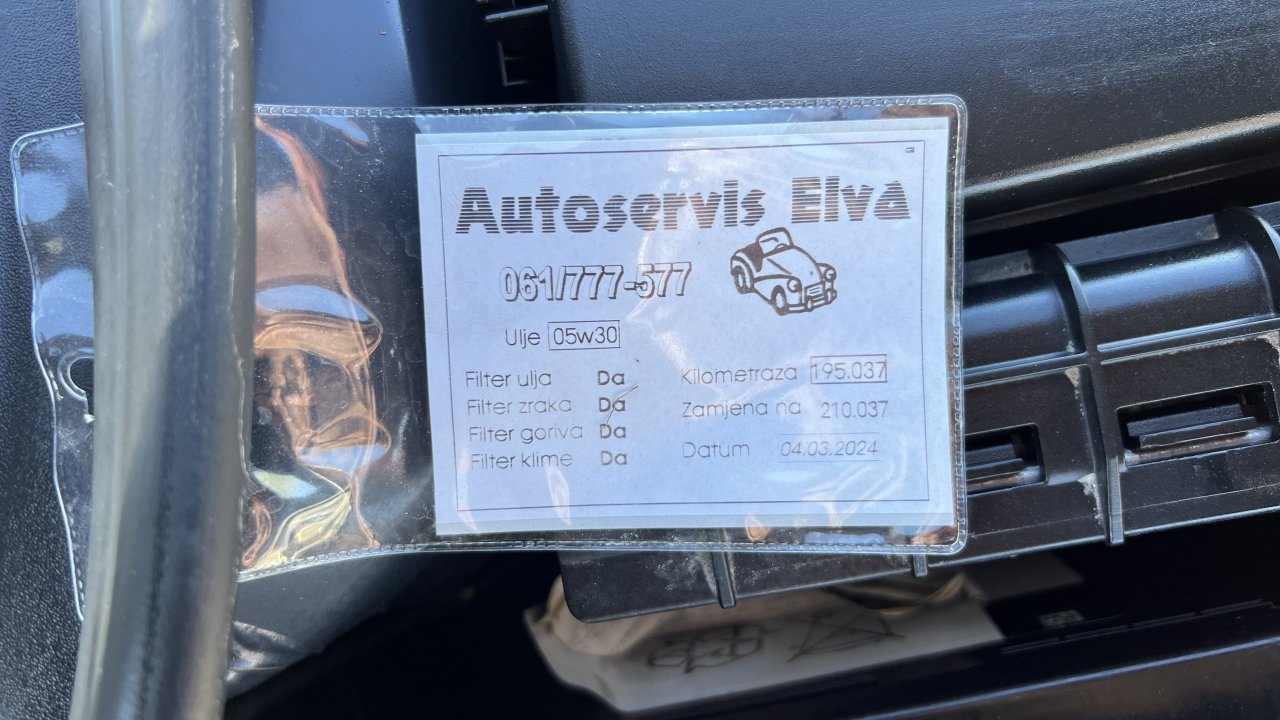 Autoservis Elva
061/777-577
Ulje 05w30
Filter ulja Da
Filter zraka Da
Filter goriva Da
Filter klime Da
Kilometraza 195.037
Zamjena na 210.037
Datum 04.03.2024